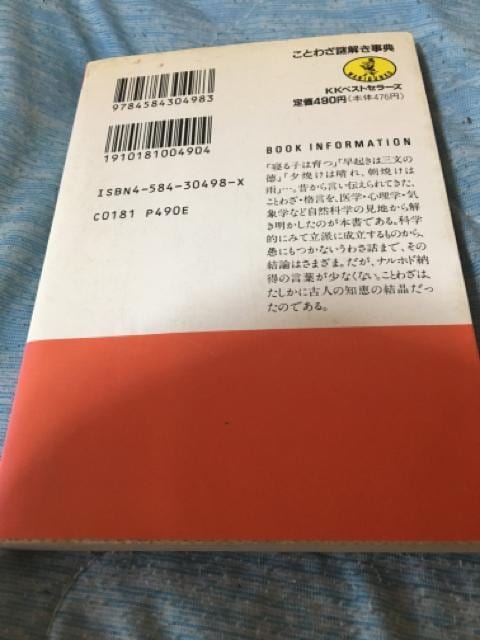 ことわざ謎解き事典
WANI BUNKO
KKベストセラーズ
定価490円(本体476円)
9784584304983
1910181004904
ISBN4-584-30498-X
C0181 P490E
BOOK INFORMATION
「寝る子は育つ」「早起きは三文の
徳」「夕焼けは晴れ、朝焼けは
雨」…。昔から言い伝えられてきた、
ことわざ・格言を、医学・心理学・気
象学など自然科学の見地から解
き明かしたのが本書である。科学
的にみて立派に成立するものから、
愚にもつかないうわさ話まで、その
結論はさまざま。だが、ナルホド納
得の言葉が少なくない。ことわざは、
たしかに古人の知恵の結晶だっ
たのである。